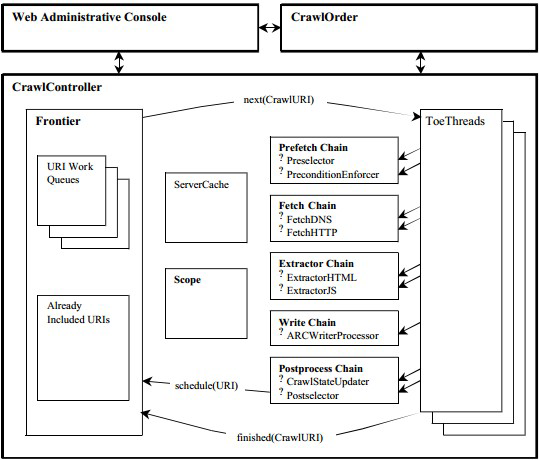 Web Administrative Console
CrawlOrder
CrawlController
next(CrawlURI)
Frontier
ToeThreads
URI Work
Queues
ServerCache
Prefetch Chain
? Preselector
? PreconditionEnforcer
Fetch Chain
? FetchDNS
? FetchHTTP
Scope
Extractor Chain
? ExtractorHTML
? ExtractorJS
Already
Included URIs
Write Chain
? ARCWriterProcessor
Postprocess Chain
? CrawlStateUpdater
? Postselector
schedule(URI)
finished(CrawlURI)